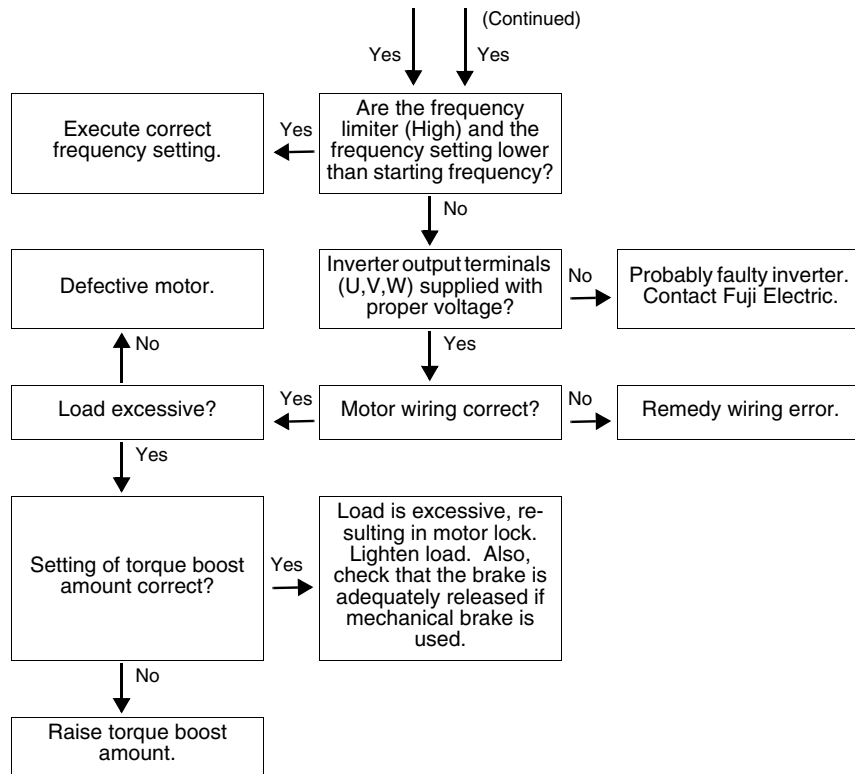 (Continued)
Yes
Yes
Are the frequency
limiter (High) and the
frequency setting lower
than starting frequency?
Yes
Execute correct
frequency setting.
No
Inverter output terminals
(U,V,W) supplied with
proper voltage?
No
Probably faulty inverter.
Contact Fuji Electric.
Defective motor.
Yes
No
Motor wiring correct?
No
Remedy wiring error.
Yes
Load excessive?
Yes
Setting of torque boost
amount correct?
Yes
Load is excessive, re-
sulting in motor lock.
Lighten load. Also,
check that the brake is
adequately released if
mechanical brake is
used.
No
Raise torque boost
amount.